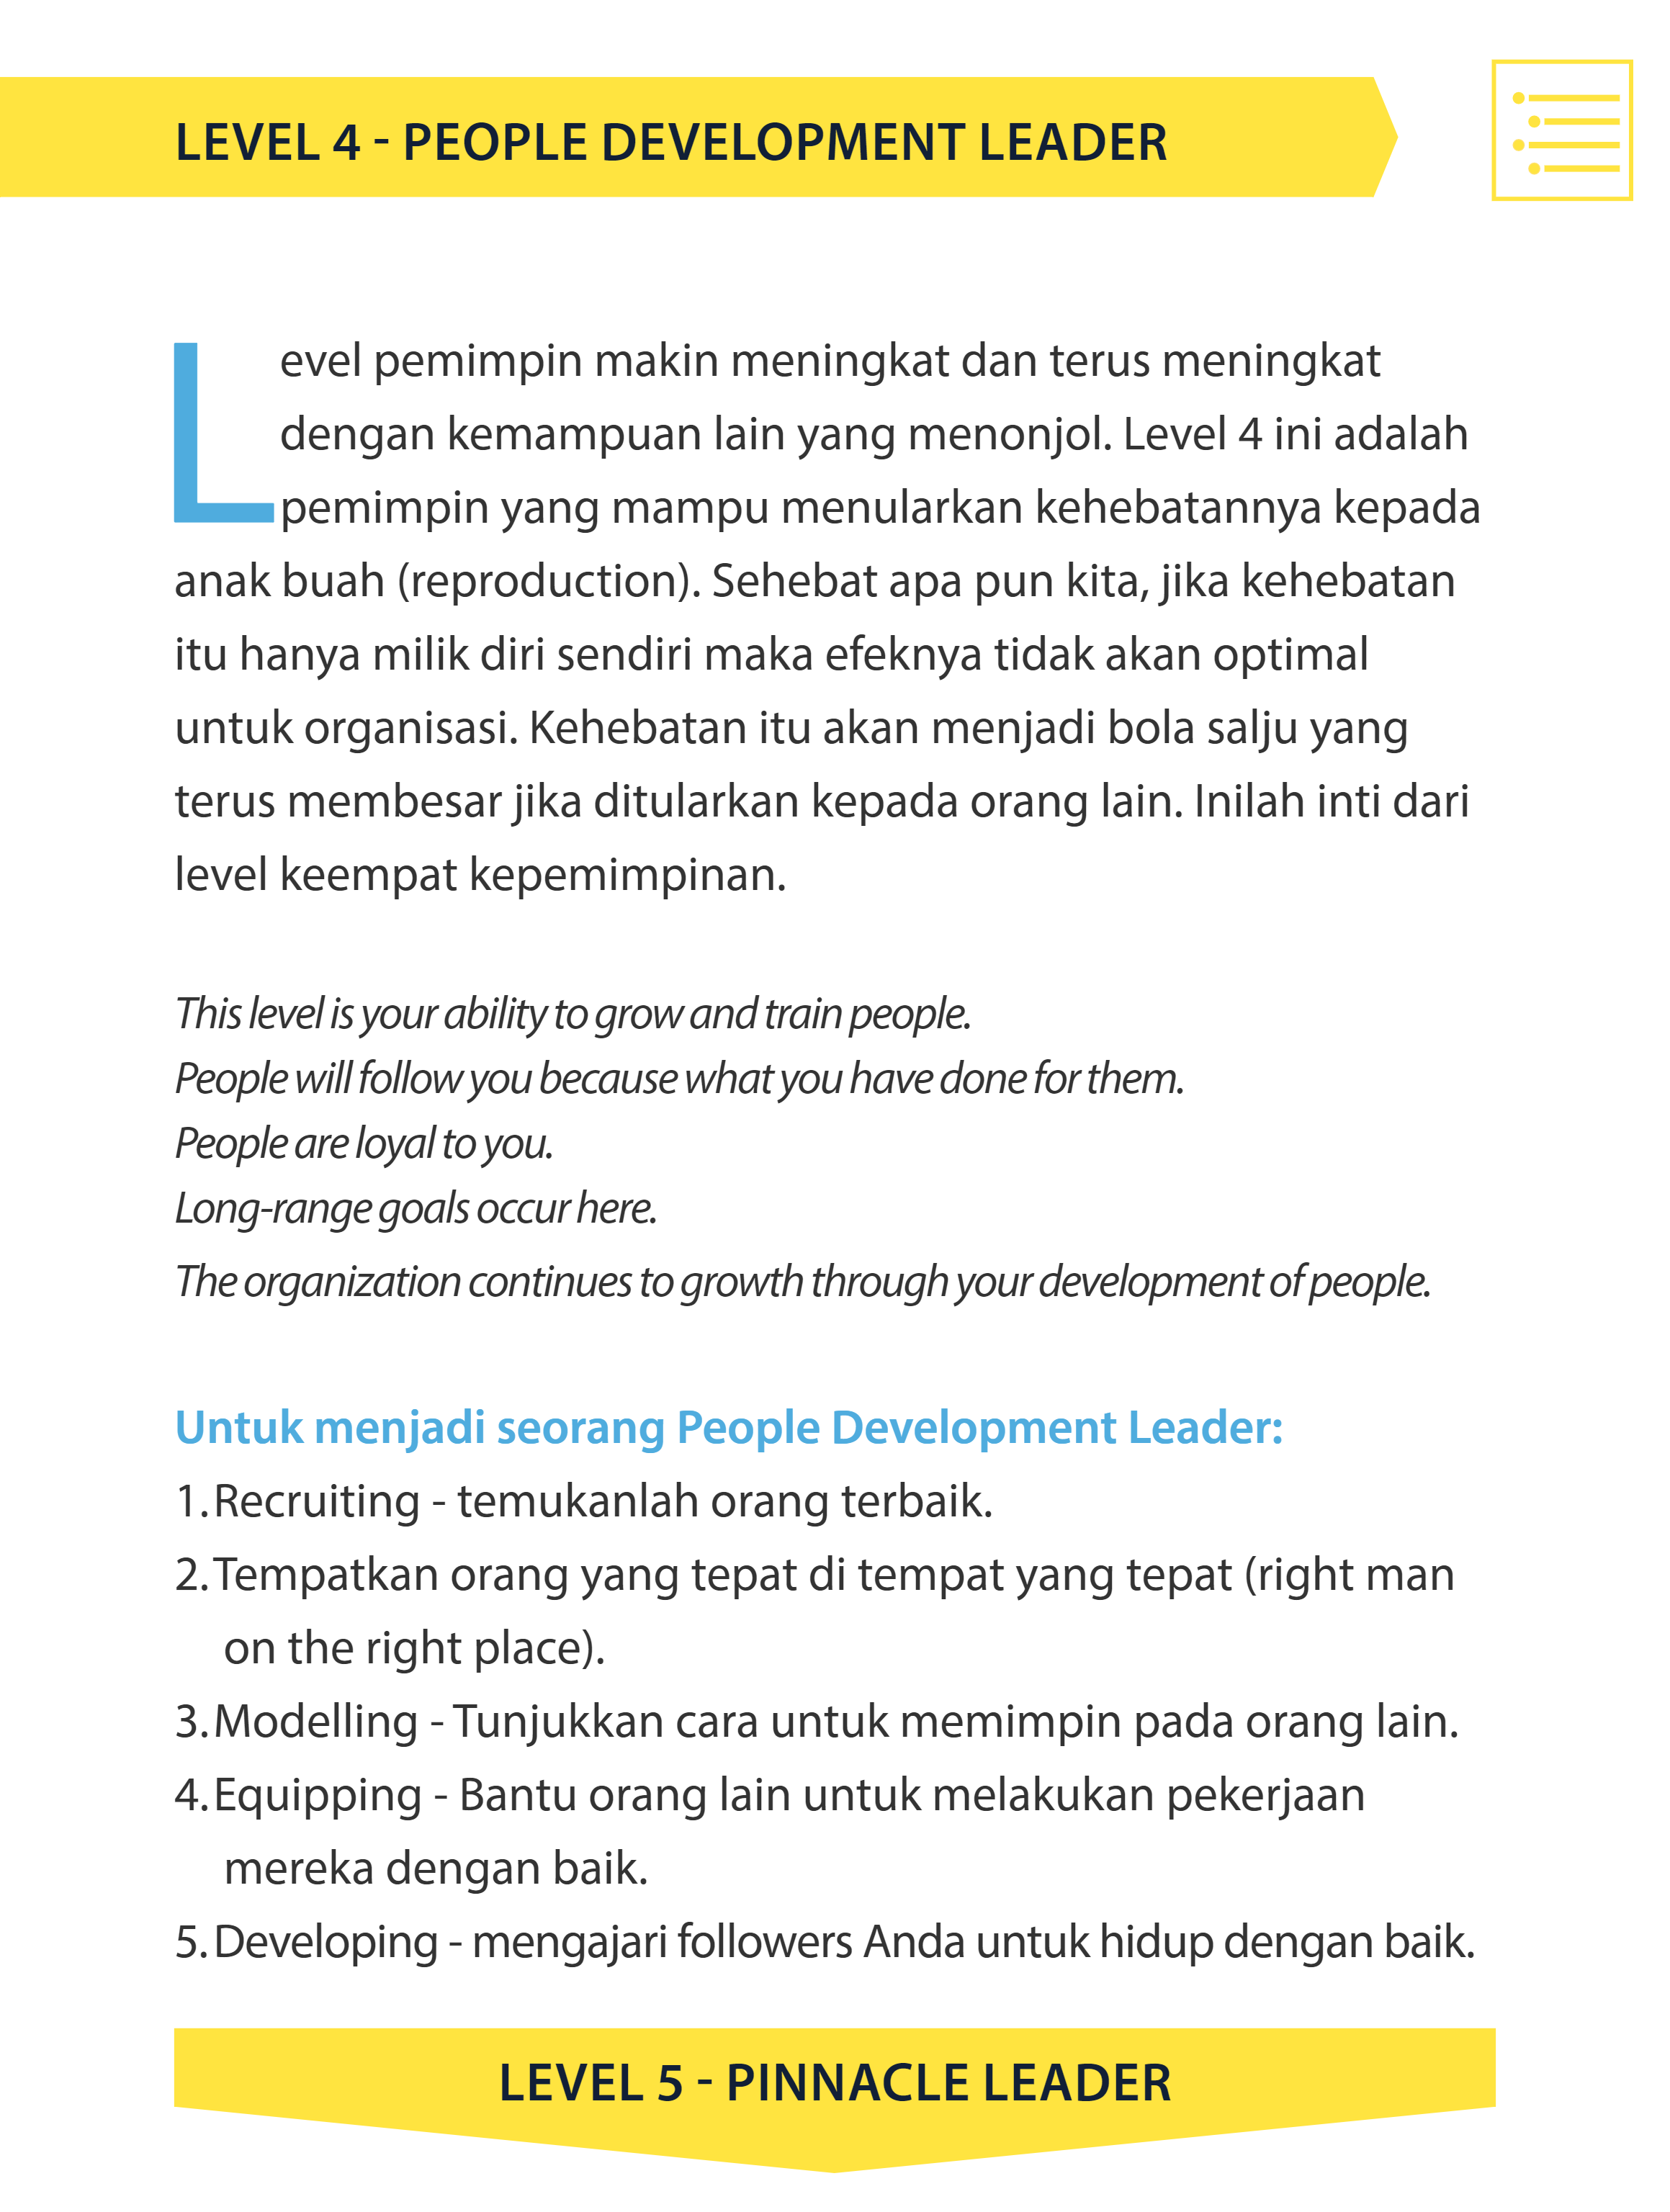 LEVEL 4 - PEOPLE DEVELOPMENT LEADER
Level pemimpin makin meningkat dan terus meningkat
dengan kemampuan lain yang menonjol. Level 4 ini adalah
pemimpin yang mampu menularkan kehebatannya kepada
anak buah (reproduction). Sehebat apa pun kita, jika kehebatan
itu hanya milik diri sendiri maka efeknya tidak akan optimal
untuk organisasi. Kehebatan itu akan menjadi bola salju yang
terus membesar jika ditularkan kepada orang lain. Inilah inti dari
level keempat kepemimpinan.
This level is your ability to grow and train people.
People will follow you because what you have done for them.
People are loyal to you.
Long-range goals occur here.
The organization continues to growth through your development of people.
Untuk menjadi seorang People Development Leader:
1. Recruiting - temukanlah orang terbaik.
2. Tempatkan orang yang tepat di tempat yang tepat (right man
on the right place).
3. Modelling - Tunjukkan cara untuk memimpin pada orang lain.
4. Equipping - Bantu orang lain untuk melakukan pekerjaan
mereka dengan baik.
5. Developing - mengajari followers Anda untuk hidup dengan baik.
LEVEL 5 - PINNACLE LEADER